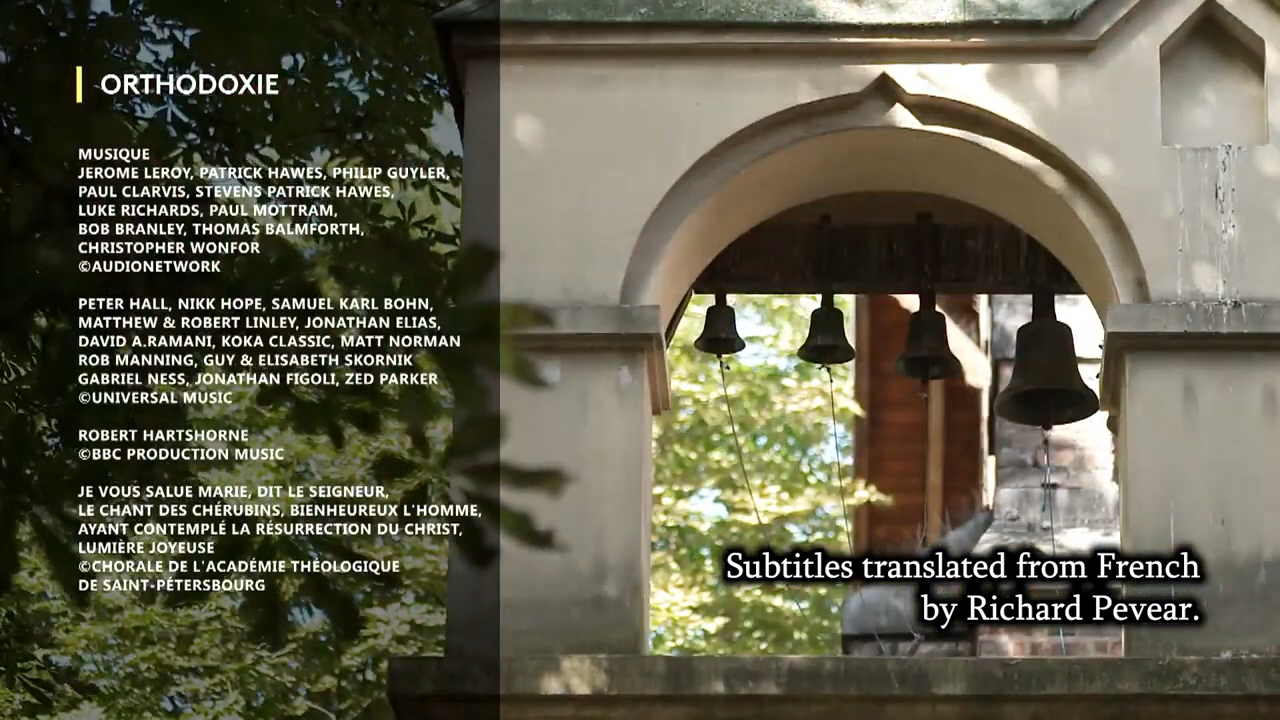 ORTHODOXIE
MUSIQUE
JEROME LEROY, PATRICK HAWES, PHILIP GUYLER,
PAUL CLARVIS, STEVENS PATRICK HAWES,
LUKE RICHARDS, PAUL MOTTRAM,
BOB BRANLEY, THOMAS BALMFORTH,
CHRISTOPHER WONFOR
©AUDIONETWORK
PETER HALL, NIKK HOPE, SAMUEL KARL BOHN,
MATTHEW & ROBERT LINLEY, JONATHAN ELIAS,
DAVID A.RAMANI, KOKA CLASSIC, MATT NORMAN
ROB MANNING, GUY & ELISABETH SKORNIK
GABRIEL NESS, JONATHAN FIGOLI, ZED PARKER
©UNIVERSAL MUSIC
ROBERT HARTSHORNE
©BBC PRODUCTION MUSIC
JE VOUS SALUE MARIE, DIT LE SEIGNEUR,
LE CHANT DES CHÉRUBINS, BIENHEUREUX L'HOMME,
AYANT CONTEMPLÉ LA RÉSURRECTION DU CHRIST,
LUMIÈRE JOYEUSE
©CHORALE DE L'ACADÉMIE THÉOLOGIQUE
DE SAINT-PÉTERSBOURG
Subtitles translated from French
by Richard Pevear.